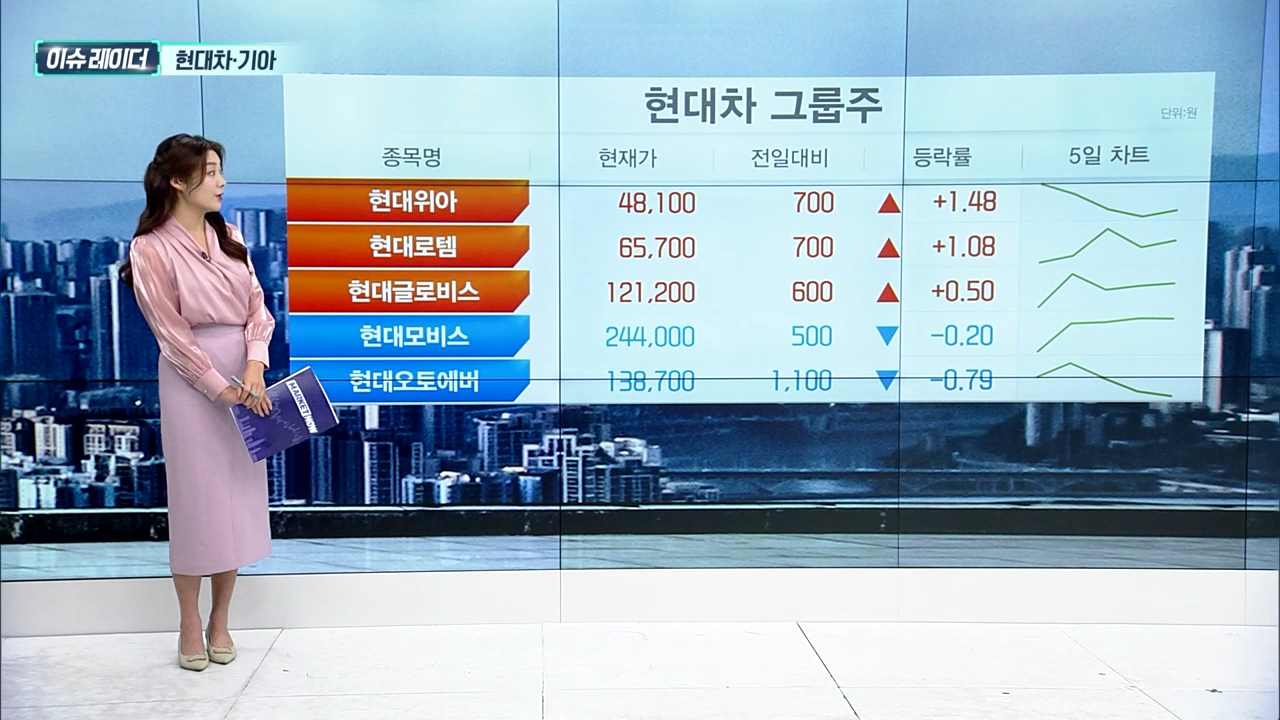 이슈 레이더 현대차·기아
현대차 그룹주
단위:원
종목명 현재가 전일대비 등락률 5일 차트
현대위아 48,100 700 ▲ +1.48
현대로템 65,700 700 ▲ +1.08
현대글로비스 121,200 600 ▲ +0.50
현대모비스 244,000 500 ▼ -0.20
현대오토에버 138,700 1,100 ▼ -0.79
MARKET NOW